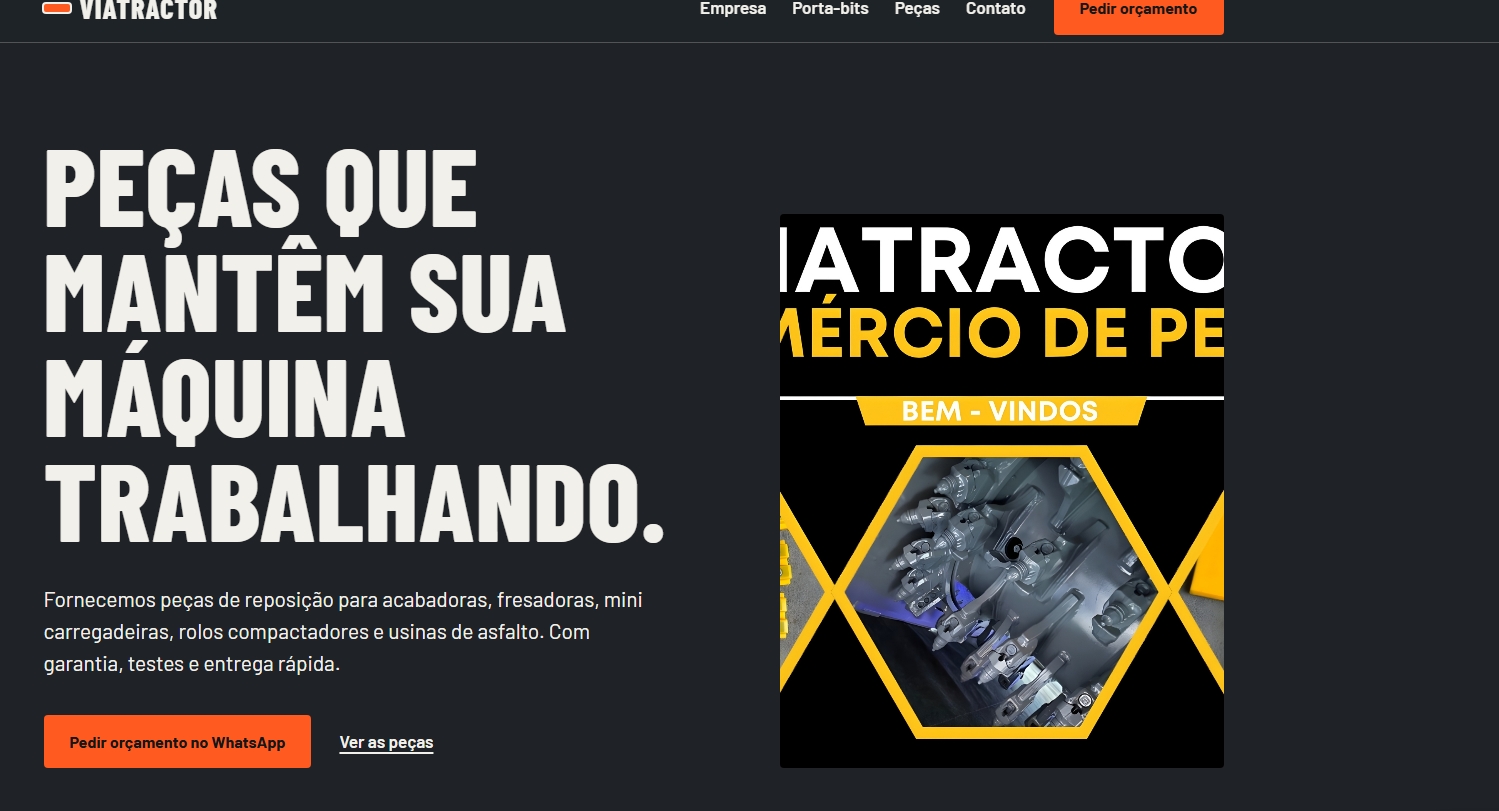 VIATRACTOR
Empresa Porta-bits Peças Contato Pedir orçamento
PEÇAS QUE
MANTÊM SUA
MÁQUINA
TRABALHANDO.
Fornecemos peças de reposição para acabadoras, fresadoras, mini
carregadeiras, rolos compactadores e usinas de asfalto. Com
garantia, testes e entrega rápida.
Pedir orçamento no WhatsApp Ver as peças
IATRACTO
MÉRCIO DE PE
BEM - VINDOS